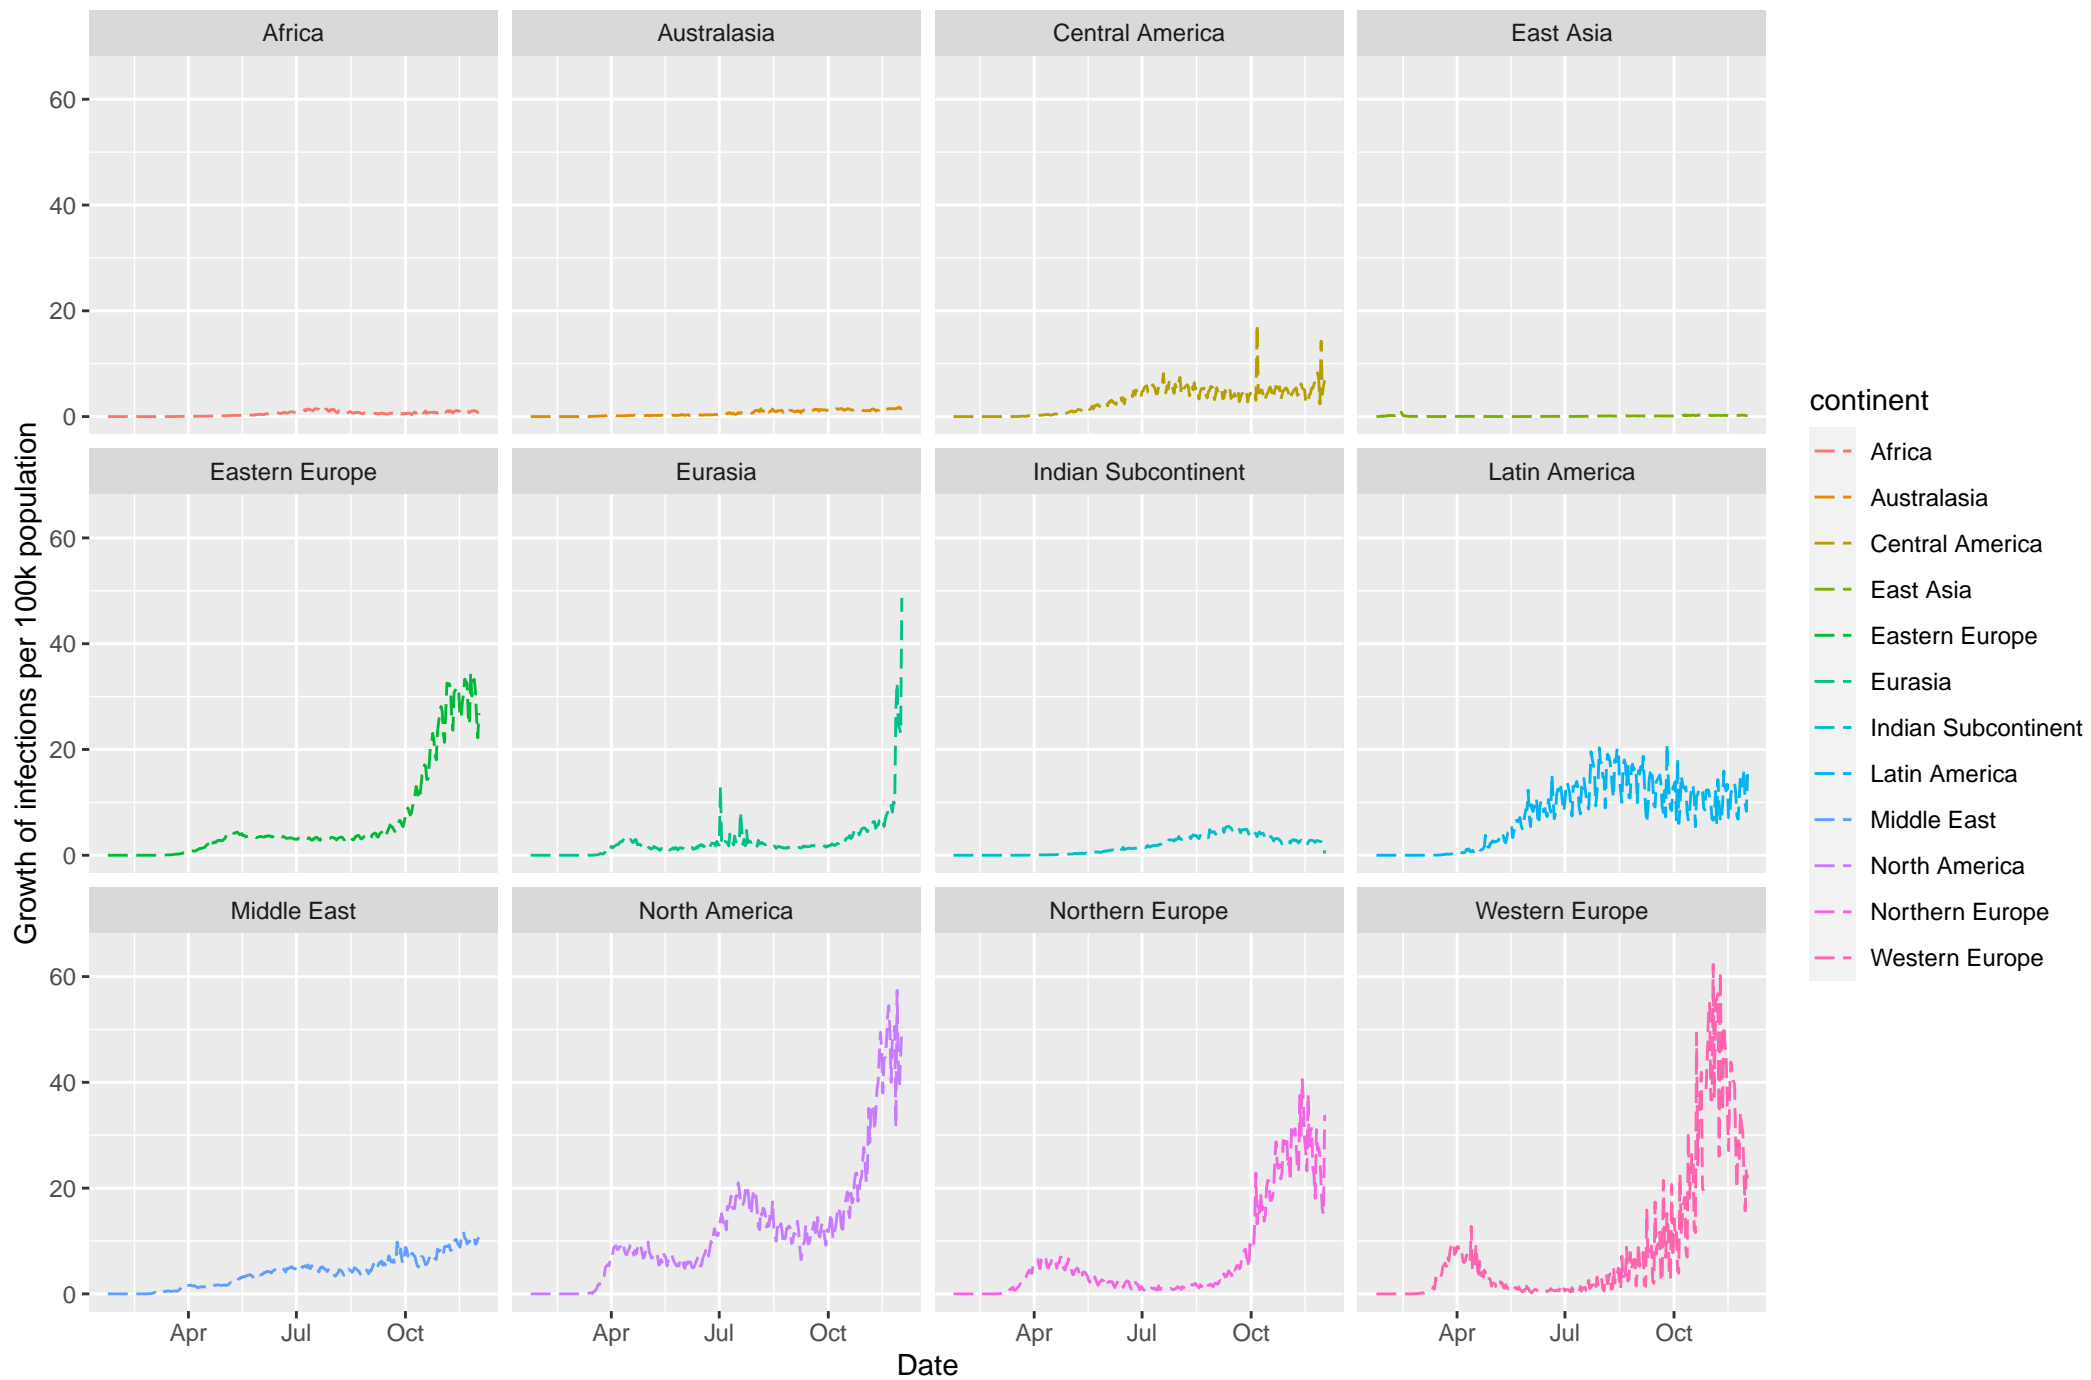 Africa
Australasia
Central America
East Asia
60
40
20
0
Eastern Europe
Eurasia
Indian Subcontinent
Latin America
60
40
20
0
Middle East
North America
Northern Europe
Western Europe
60
40
20
0
Apr Jul Oct
Apr Jul Oct
Apr Jul Oct
Apr Jul Oct
Date
Growth of infections per 100k population
continent
Africa
Australasia
Central America
East Asia
Eastern Europe
Eurasia
Indian Subcontinent
Latin America
Middle East
North America
Northern Europe
Western Europe